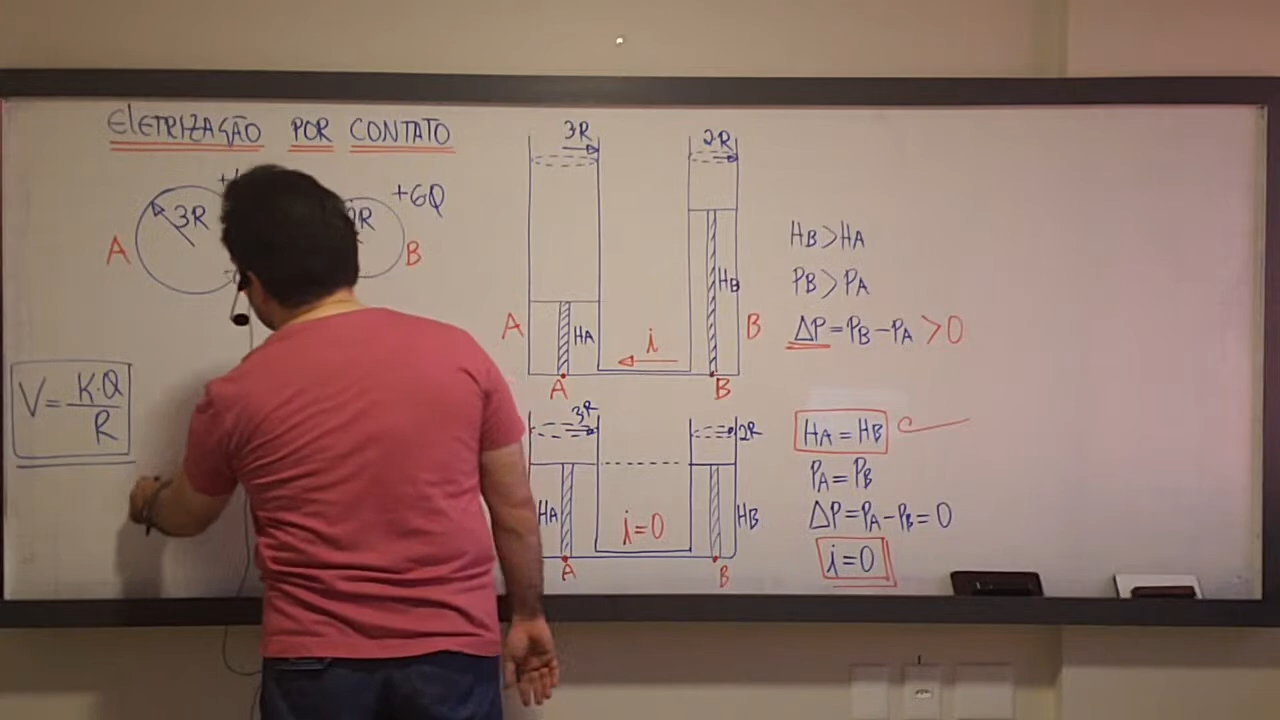 ELETRIZAÇÃO POR CONTATO
3R
A
2R
+6Q
B
V = K·Q / R
3R
2R
HA
HB
A
B
i
A
B
HB > HA
PB > PA
ΔP = PB - PA > 0
3R
2R
HA
HB
i = 0
A
B
HA = HB
PA = PB
ΔP = PA - PB = 0
i = 0